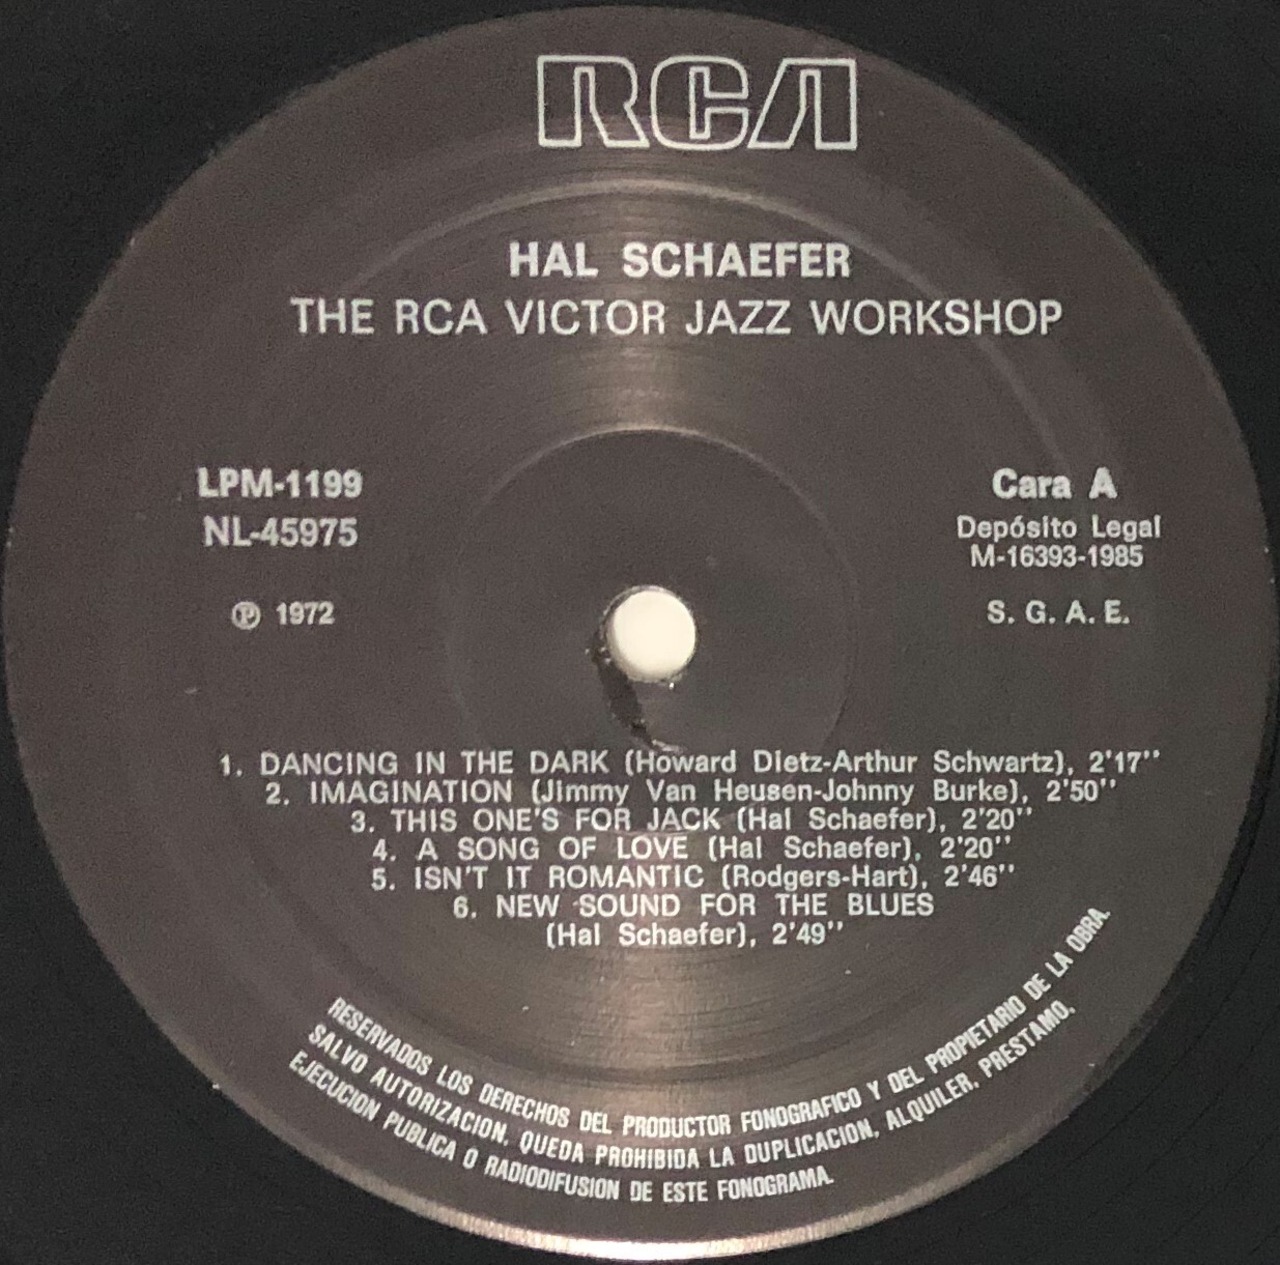 RCA
HAL SCHAEFER
THE RCA VICTOR JAZZ WORKSHOP
LPM-1199
NL-45975
℗ 1972
Cara A
Depósito Legal
M-16393-1985
S. G. A. E.
1. DANCING IN THE DARK (Howard Dietz-Arthur Schwartz), 2'17''
2. IMAGINATION (Jimmy Van Heusen-Johnny Burke), 2'50''
3. THIS ONE'S FOR JACK (Hal Schaefer), 2'20''
4. A SONG OF LOVE (Hal Schaefer), 2'20''
5. ISN'T IT ROMANTIC (Rodgers-Hart), 2'46''
6. NEW SOUND FOR THE BLUES
(Hal Schaefer), 2'49''
RESERVADOS LOS DERECHOS DEL PRODUCTOR FONOGRAFICO Y DEL PROPIETARIO DE LA OBRA.
SALVO AUTORIZACION, QUEDA PROHIBIDA LA DUPLICACION, ALQUILER, PRESTAMO,
EJECUCION PUBLICA O RADIODIFUSION DE ESTE FONOGRAMA.